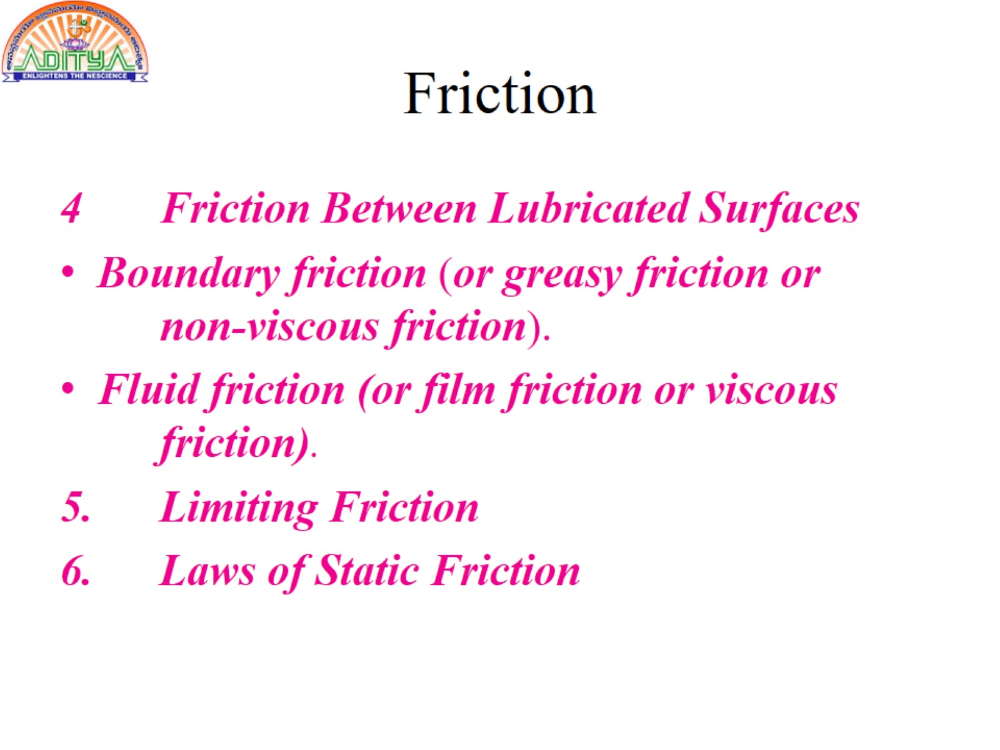 ADITYA
ENLIGHTENS THE NESCIENCE
Friction
4 Friction Between Lubricated Surfaces
• Boundary friction (or greasy friction or
non-viscous friction).
• Fluid friction (or film friction or viscous
friction).
5. Limiting Friction
6. Laws of Static Friction